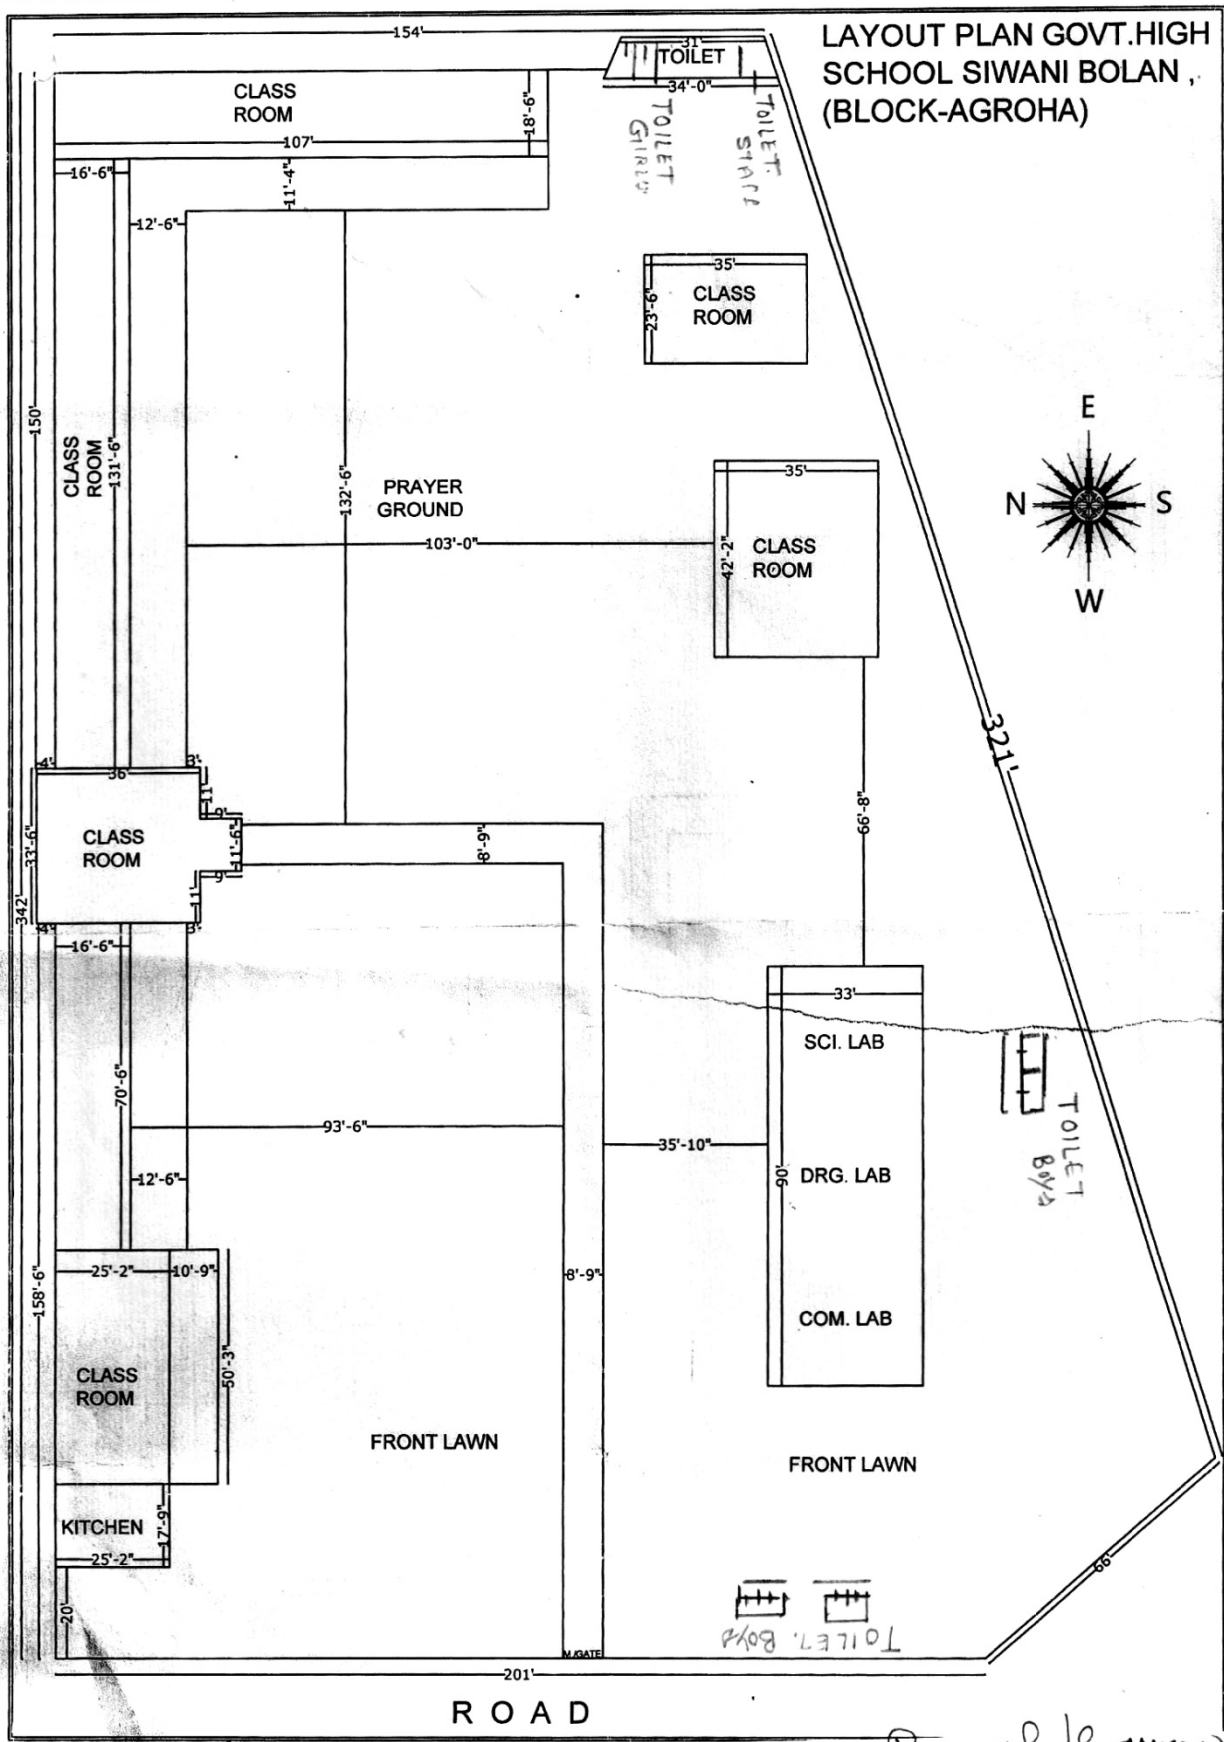 LAYOUT PLAN GOVT.HIGH
SCHOOL SIWANI BOLAN ,
(BLOCK-AGROHA)
154'
31'
TOILET
34'-0"
TOILET
GIRLS
TOILET.
STAFF
CLASS
ROOM
18'-6"
107'
16'-6"
11'-4"
12'-6"
35'
CLASS
ROOM
23'-6"
150'
CLASS
ROOM
131'-6"
132'-6"
PRAYER
GROUND
103'-0"
35'
42'-2"
CLASS
ROOM
E
N
S
W
321'
4'
36'
3'
11'
9'
CLASS
ROOM
33'-6"
11'-6"
9'
11'
342'
4'
3'
8'-9"
66'-8"
16'-6"
33'
SCI. LAB
70'-6"
93'-6"
35'-10"
90'
DRG. LAB
TOILET
Boys
12'-6"
25'-2"
10'-9"
8'-9"
158'-6"
COM. LAB
CLASS
ROOM
50'-3"
FRONT LAWN
FRONT LAWN
KITCHEN
17'-9"
25'-2"
66'
20'
TOILET. Boys
M.GATE
201'
ROAD